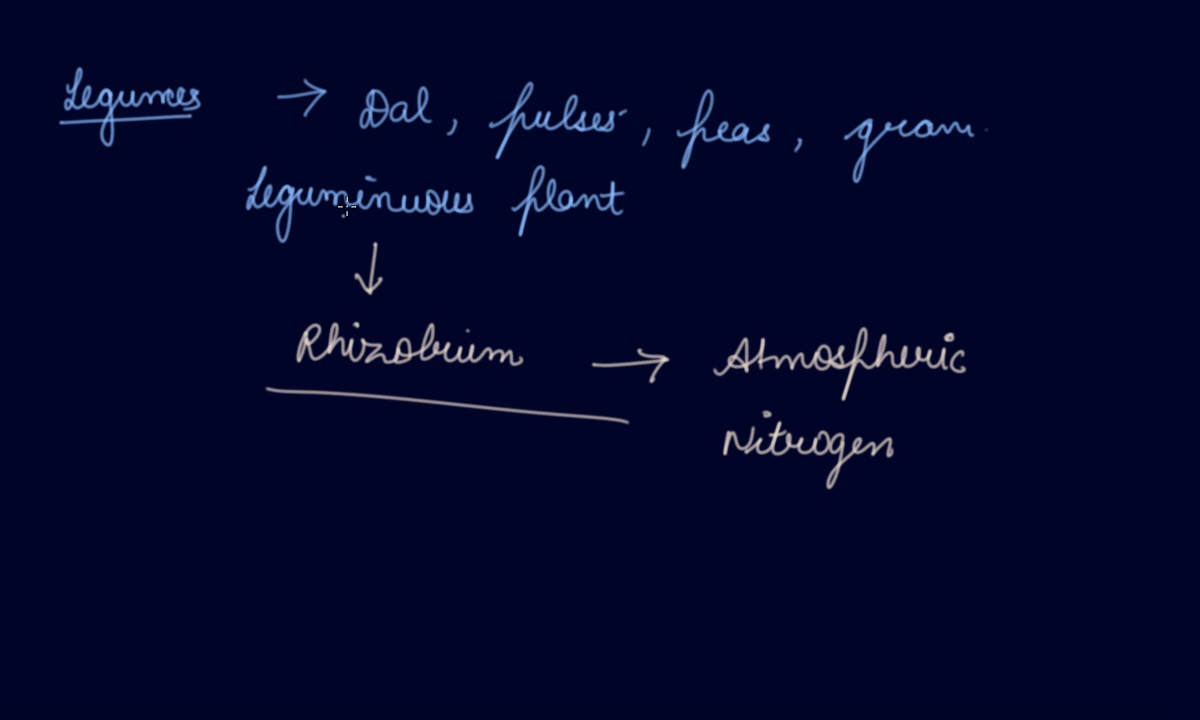 Legumes → Dal, pulses, peas, gram.
Leguminuous plant
↓
Rhizobium → Atmospheric
Nitrogen